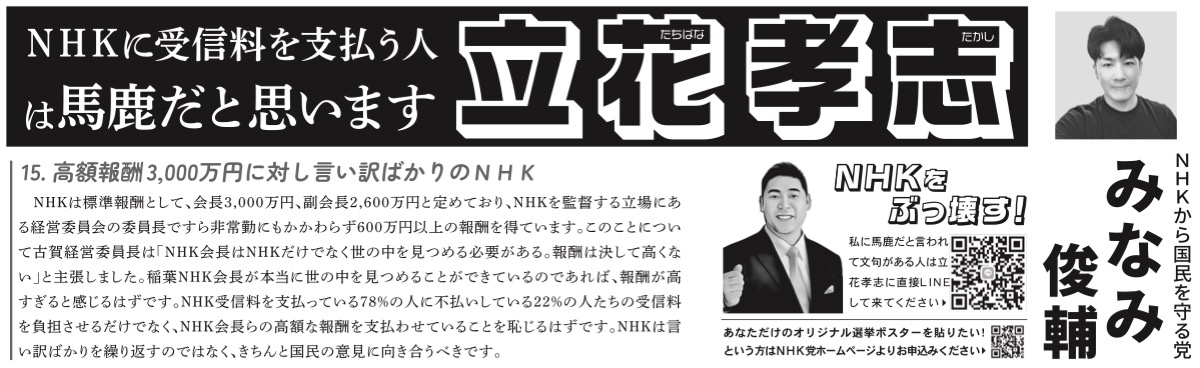 NHKに受信料を支払う人
は馬鹿だと思います
立花孝志
たちばな
たかし
15. 高額報酬3,000万円に対し言い訳ばかりのNHK
NHKは標準報酬として、会長3,000万円、副会長2,600万円と定めており、NHKを監督する立場にあ
る経営委員会の委員長ですら非常勤にもかかわらず600万円以上の報酬を得ています。このことについ
て古賀経営委員長は「NHK会長はNHKだけでなく世の中を見つめる必要がある。報酬は決して高くな
い」と主張しました。稲葉NHK会長が本当に世の中を見つめることができているのであれば、報酬が高
すぎると感じるはずです。NHK受信料を支払っている78%の人に不払いしている22%の人たちの受信料
を負担させるだけでなく、NHK会長らの高額な報酬を支払わせていることを恥じるはずです。NHKは言
い訳ばかりを繰り返すのではなく、きちんと国民の意見に向き合うべきです。
NHKを
ぶっ壊す!
私に馬鹿だと言われ
て文句がある人は立
花孝志に直接LINE
して来てください
あなただけのオリジナル選挙ポスターを貼りたい!
という方はNHK党ホームページよりお申込みください
NHKから国民を守る党
みなみ
俊輔